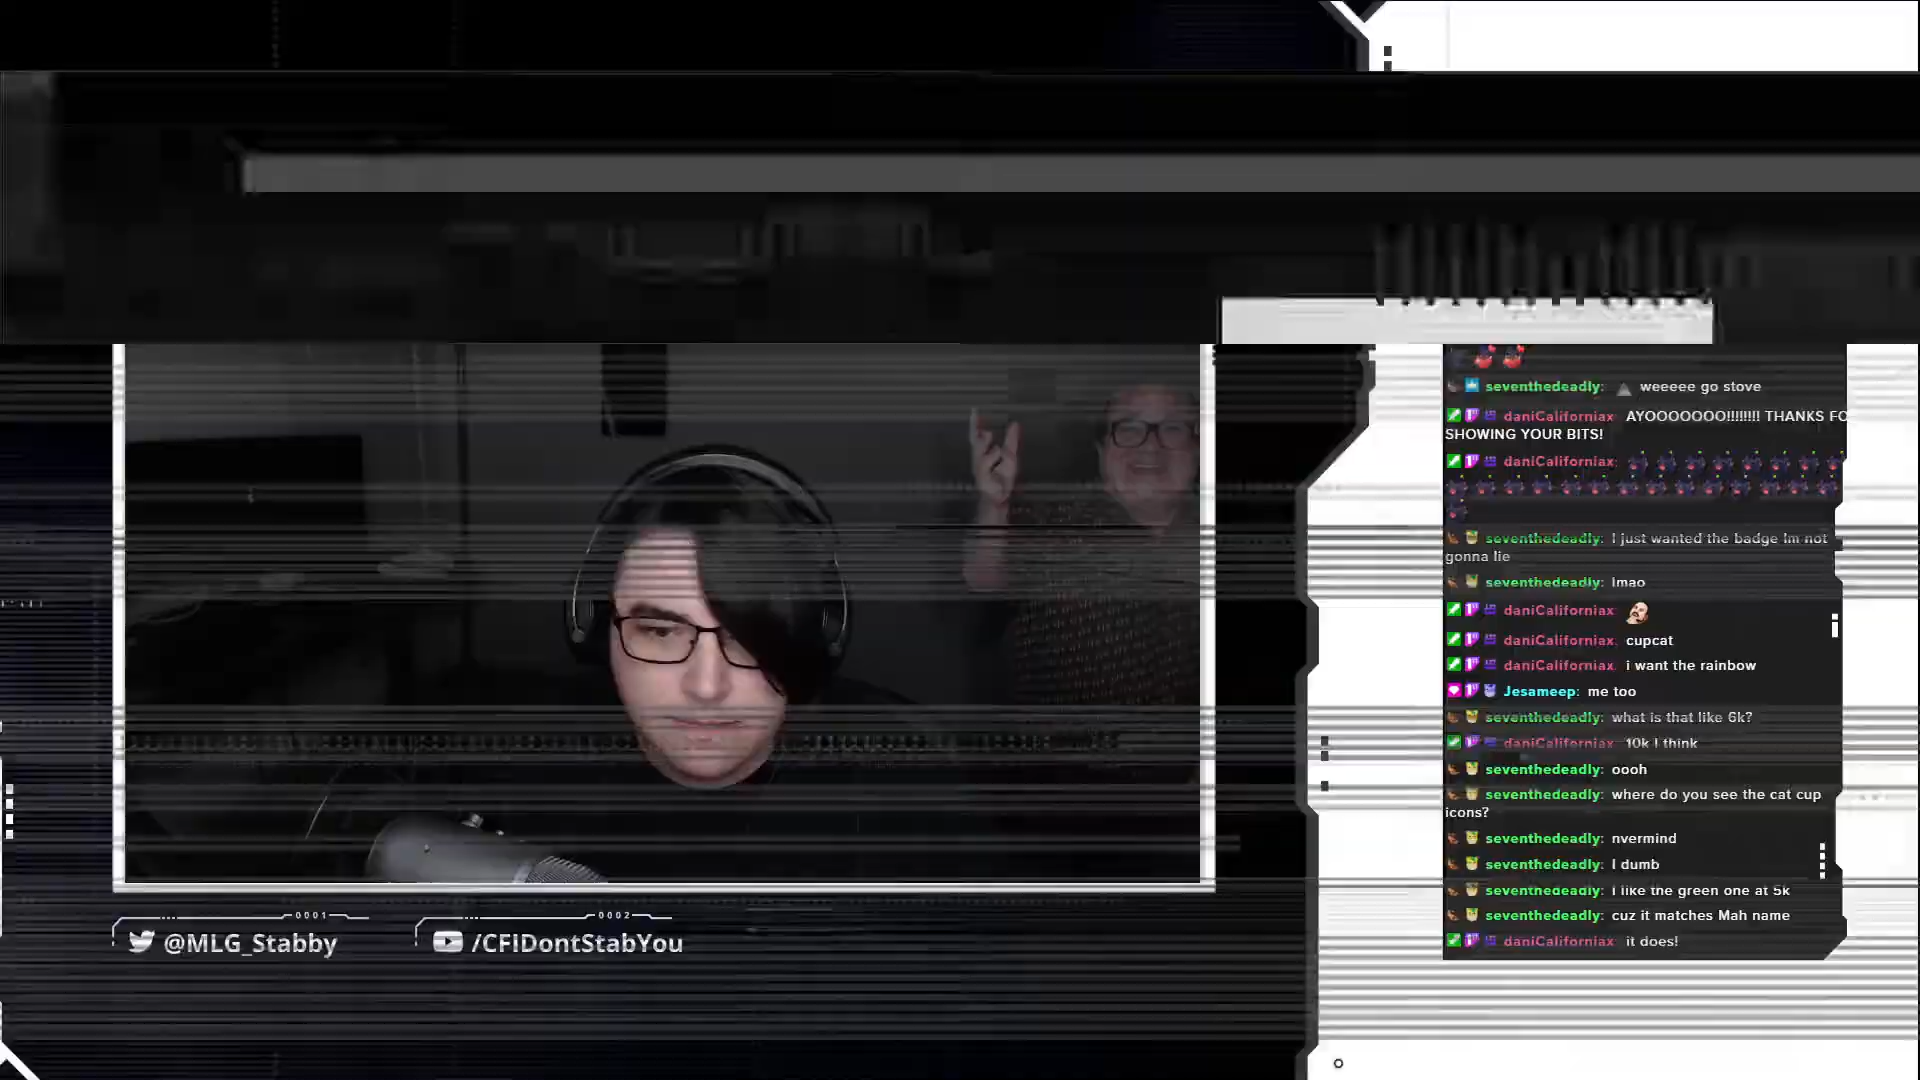 seventhedeadly: weeeee go stove
daniCaliforniax: AYOOOOOOO!!!!!!!! THANKS FO
SHOWING YOUR BITS!
daniCaliforniax:
seventhedeadly: I just wanted the badge Im not
gonna lie
seventhedeadly: lmao
daniCaliforniax:
daniCaliforniax: cupcat
daniCaliforniax: i want the rainbow
Jesameep: me too
seventhedeadly: what is that like 6k?
daniCaliforniax: 10k I think
seventhedeadly: oooh
seventhedeadly: where do you see the cat cup
icons?
seventhedeadly: nvermind
seventhedeadly: I dumb
seventhedeadly: I like the green one at 5k
seventhedeadly: cuz it matches Mah name
daniCaliforniax: it does!
0001
@MLG_Stabby
0002
/CFIDontStabYou